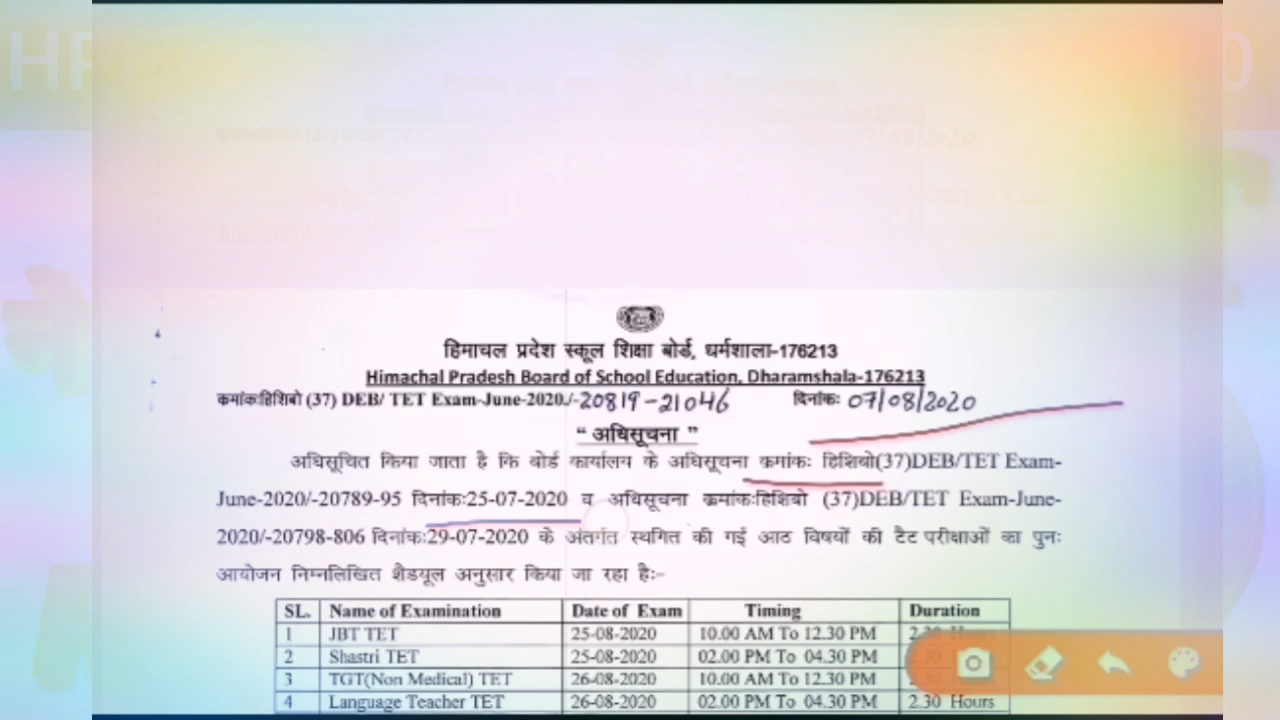 हिमाचल प्रदेश स्कूल शिक्षा बोर्ड, धर्मशाला-176213
Himachal Pradesh Board of School Education, Dharamshala-176213
क्रमांकःहिशिबो (37) DEB/ TET Exam-June-2020./-20819-21046 दिनांकः 07/08/2020
“ अधिसूचना ”
अधिसूचित किया जाता है कि बोर्ड कार्यालय के अधिसूचना क्रमांकः हिशिबो(37)DEB/TET Exam-
June-2020/-20789-95 दिनांकः25-07-2020 व अधिसूचना क्रमांकःहिशिबो (37)DEB/TET Exam-June-
2020/-20798-806 दिनांकः29-07-2020 के अंतर्गत स्थगित की गई आठ विषयों की टैट परीक्षाओं का पुनः
आयोजन निम्नलिखित शैडयूल अनुसार किया जा रहा हैः-
SL. Name of Examination Date of Exam Timing Duration
1 JBT TET 25-08-2020 10.00 AM To 12.30 PM
2 Shastri TET 25-08-2020 02.00 PM To 04.30 PM
3 TGT(Non Medical) TET 26-08-2020 10.00 AM To 12.30 PM
4 Language Teacher TET 26-08-2020 02.00 PM To 04.30 PM 2.30 Hours